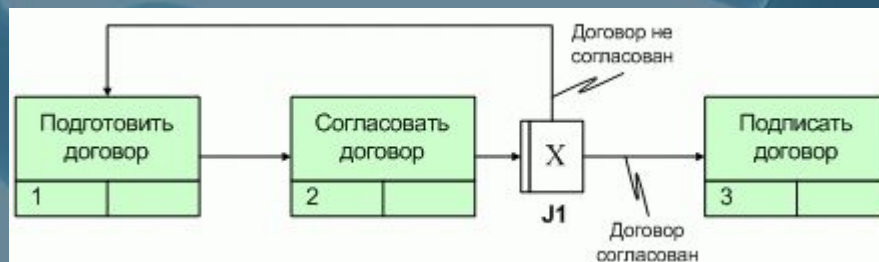 Договор не
согласован
Подготовить
договор
1
Согласовать
договор
2
X
J1
Подписать
договор
3
Договор
согласован